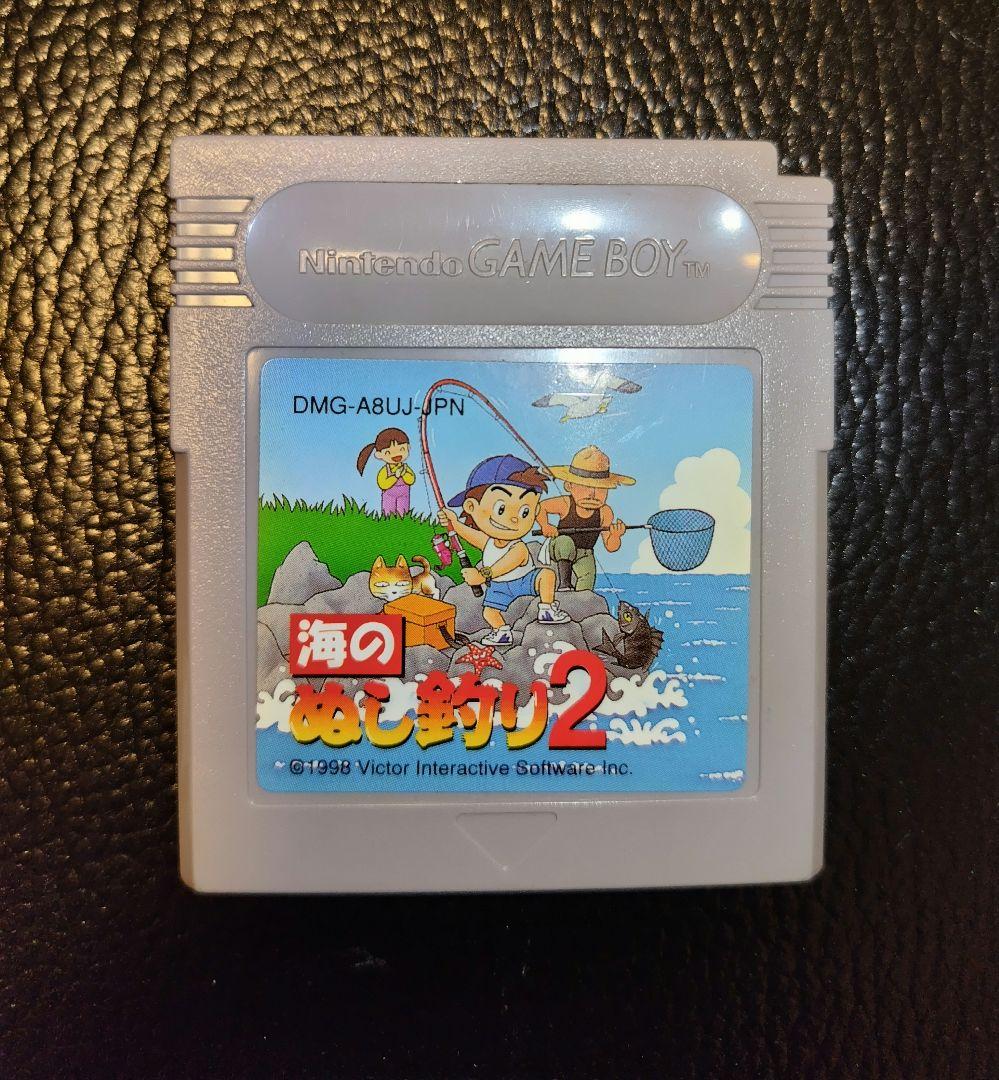 Nintendo GAME BOY TM
DMG-A8UJ-JPN
海の
ぬし釣り2
©1998 Victor Interactive Software Inc.